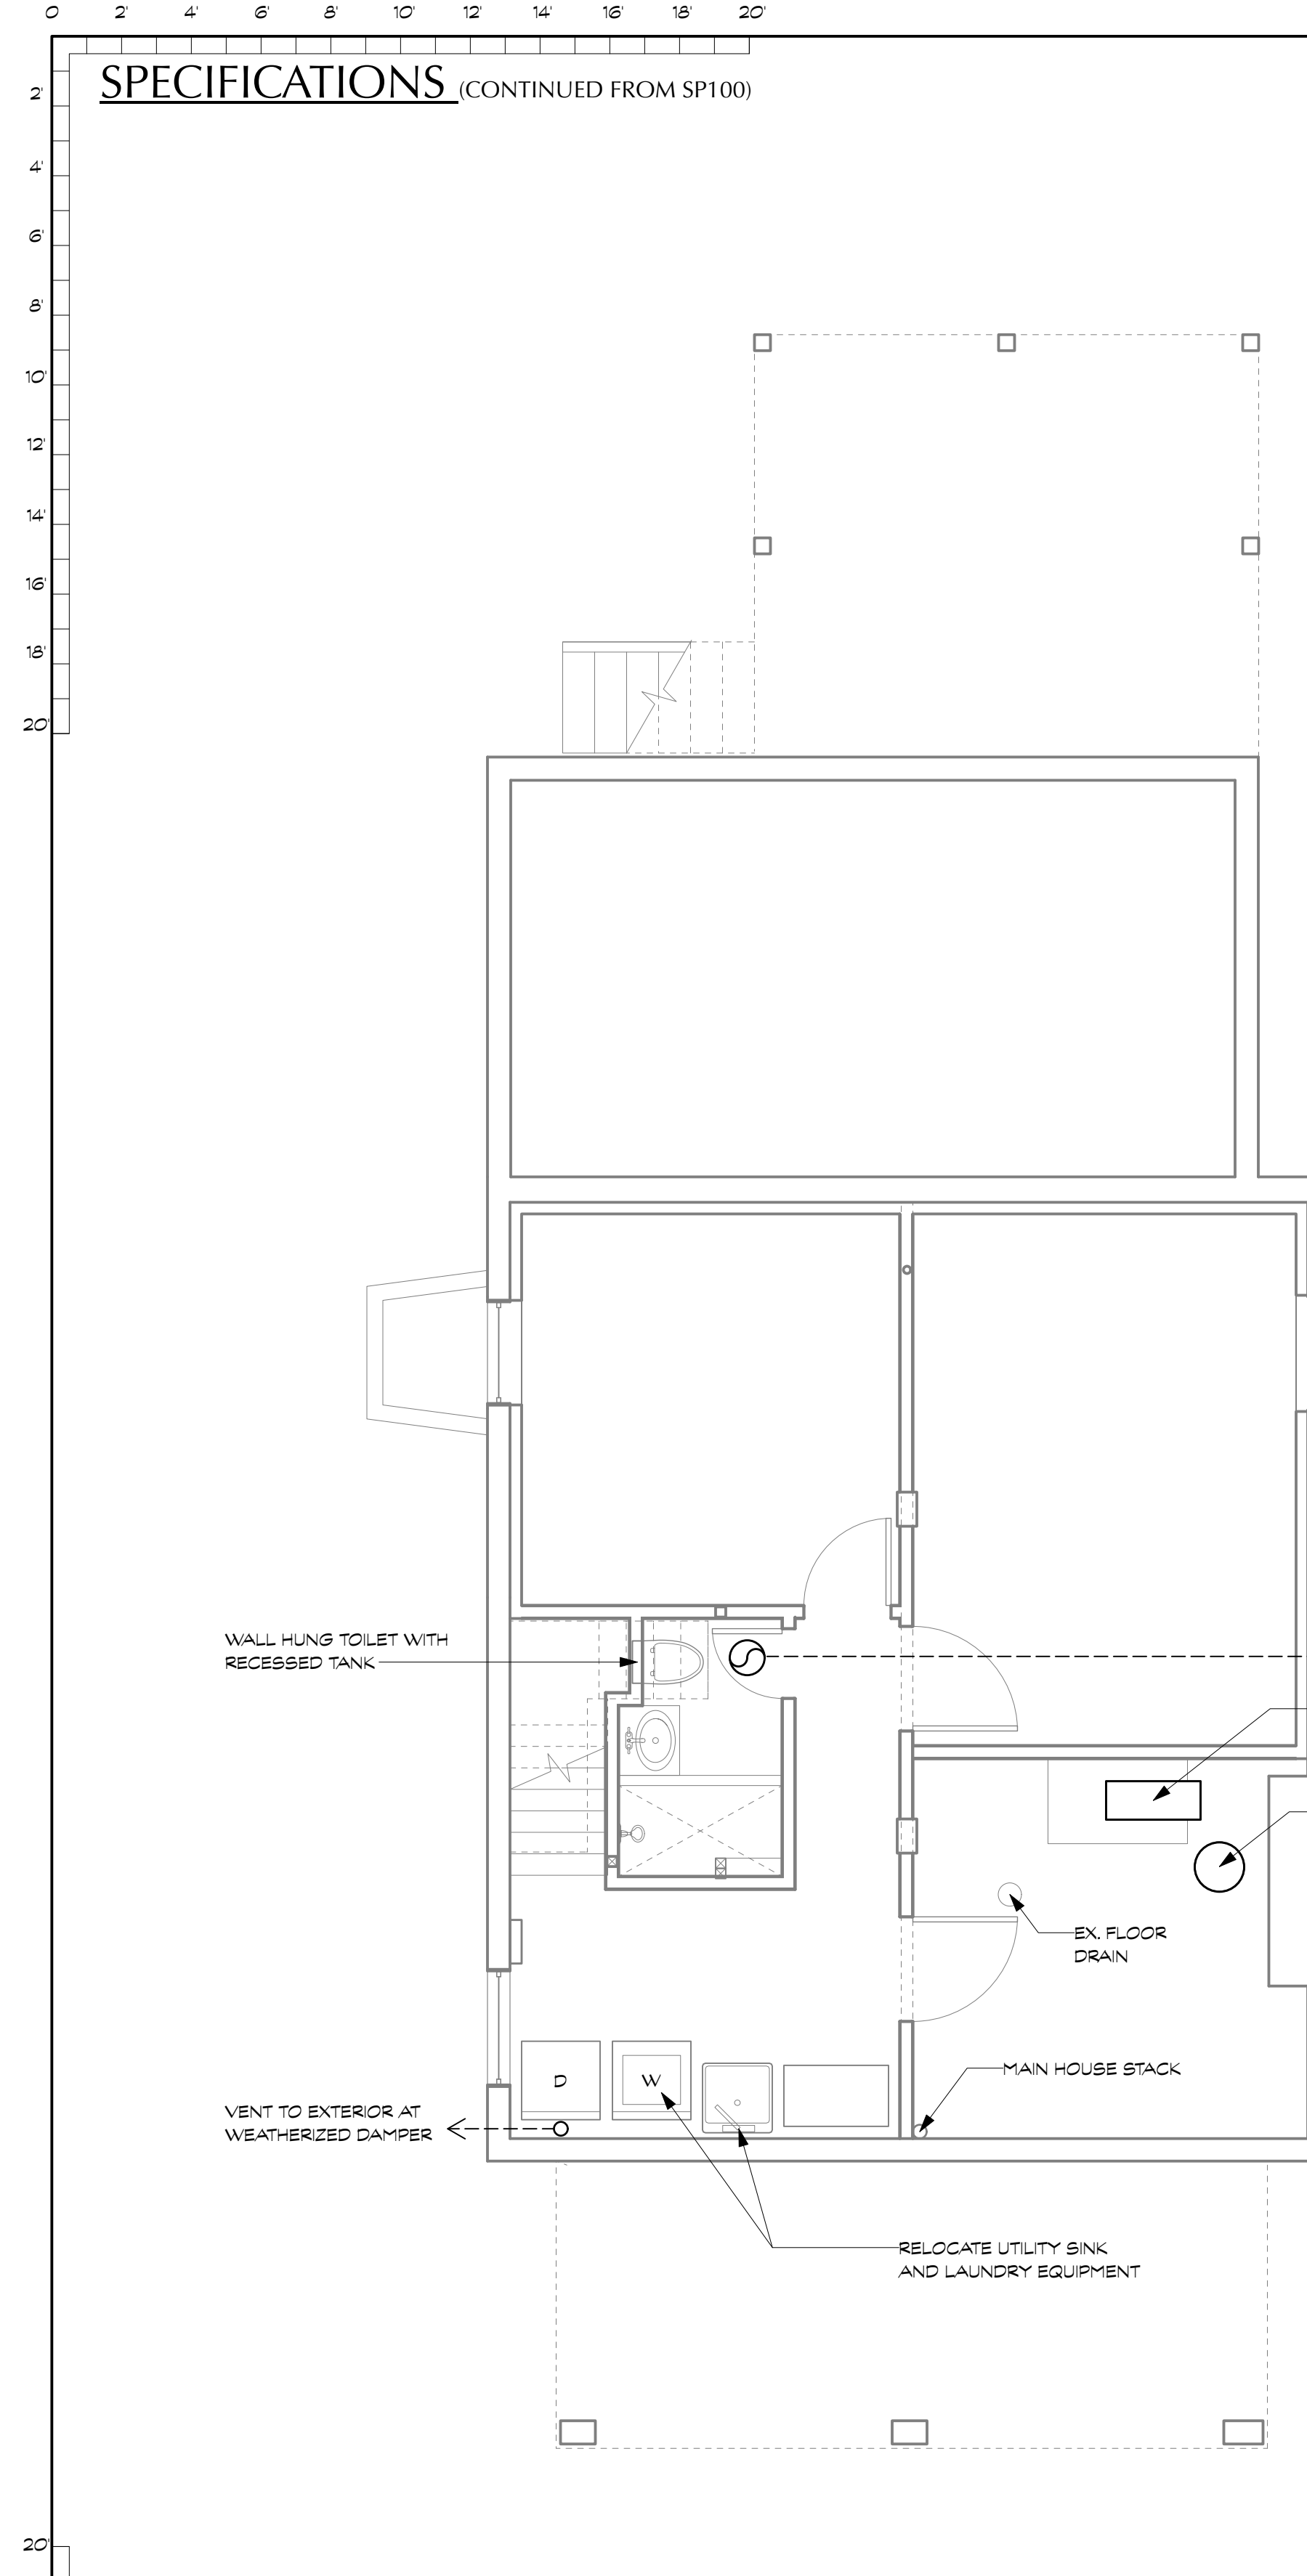 0 2' 4' 6' 8' 10' 12' 14' 16' 18' 20'
SPECIFICATIONS (CONTINUED FROM SP100)
2'
4'
6'
8'
10'
12'
14'
16'
18'
20'
WALL HUNG TOILET WITH
RECESSED TANK
EX. FLOOR
DRAIN
MAIN HOUSE STACK
D
W
VENT TO EXTERIOR AT
WEATHERIZED DAMPER
RELOCATE UTILITY SINK
AND LAUNDRY EQUIPMENT
20'